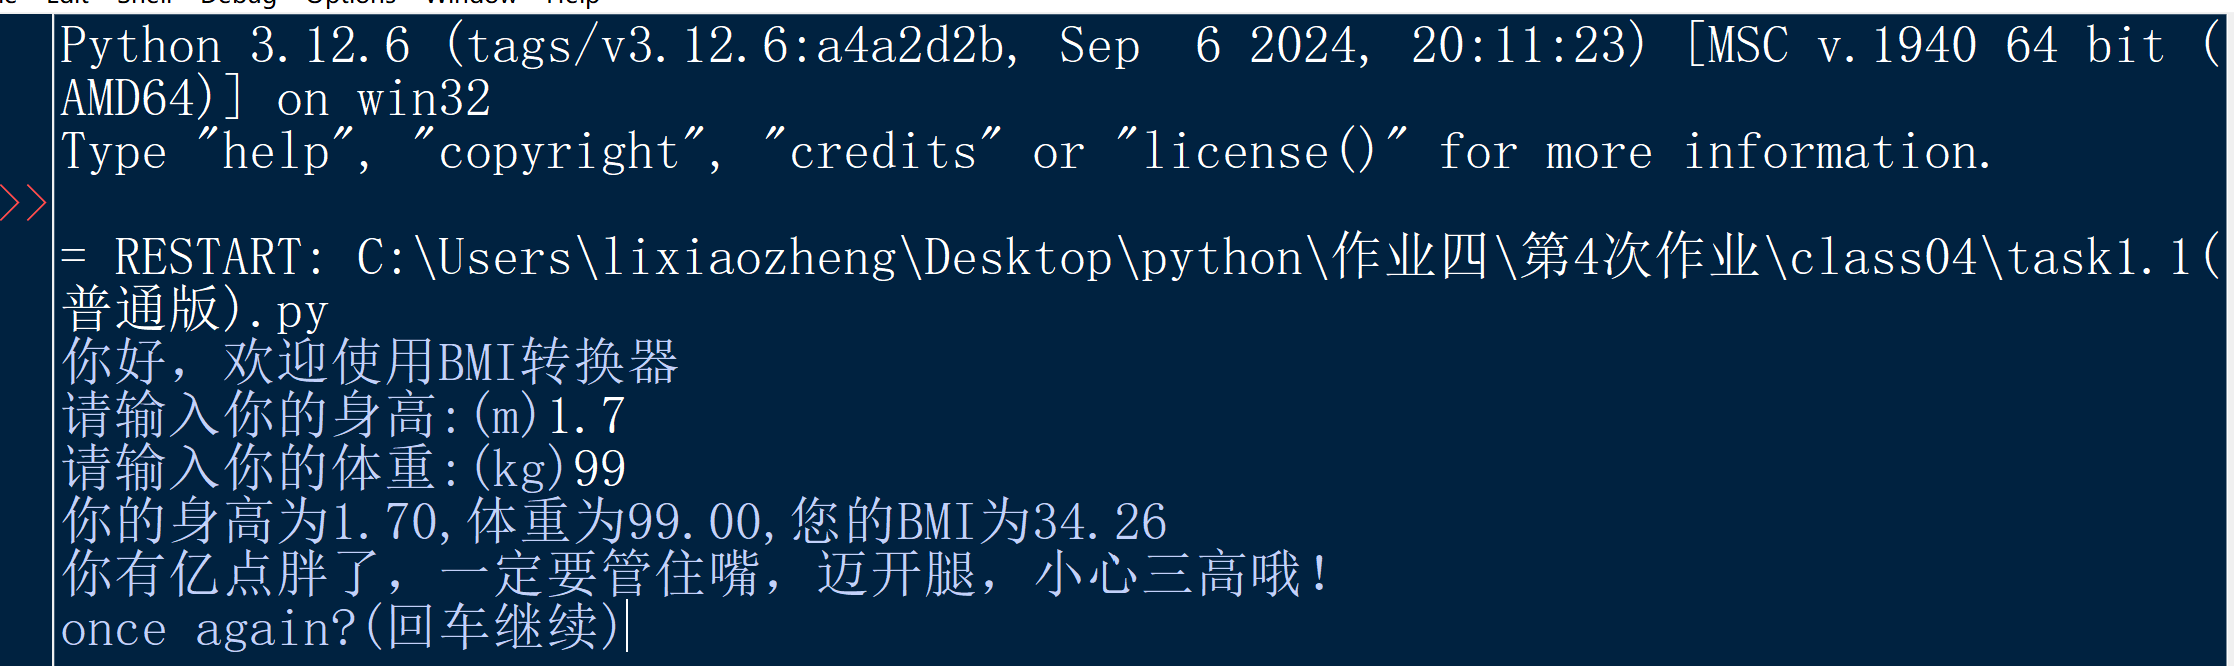 Edit Shell Debug Options Window Help
Python 3.12.6 (tags/v3.12.6:a4a2d2b, Sep  6 2024, 20:11:23) [MSC v.1940 64 bit (
AMD64)] on win32
Type "help", "copyright", "credits" or "license()" for more information.
>>
= RESTART: C:\Users\lixiaozheng\Desktop\python\作业四\第4次作业\class04\task1.1(
普通版).py
你好，欢迎使用BMI转换器
请输入你的身高:(m)1.7
请输入你的体重:(kg)99
你的身高为1.70,体重为99.00,您的BMI为34.26
你有亿点胖了，一定要管住嘴，迈开腿，小心三高哦！
once again?(回车继续)